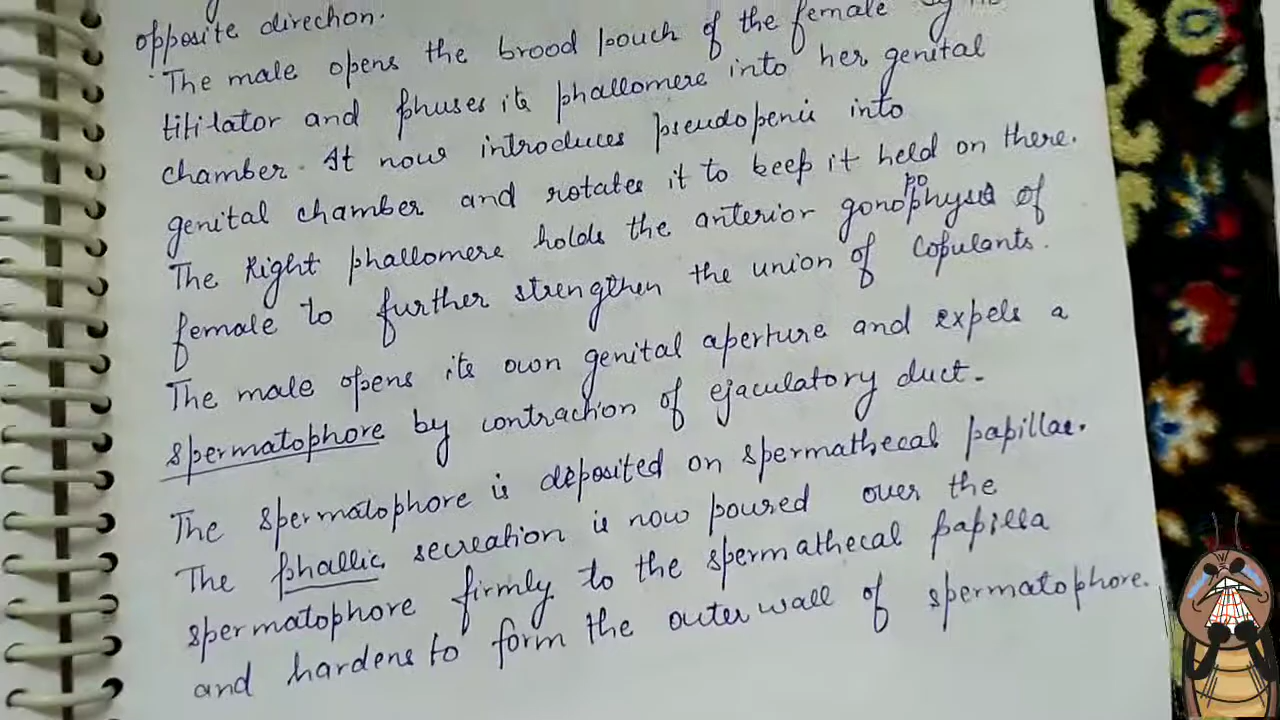 opposite direction.
The male opens the brood pouch of the female by
titilator and phuses its phallomere into her genital
chamber. It now introduces pseudopenis into
genital chamber and rotates it to keep it held on there.
The Right phallomere holds the anterior gonopophysis of
female to further strengthen the union of copulants.
The male opens its own genital aperture and expels a
spermatophore by contraction of ejaculatory duct.
The spermatophore is deposited on spermathecal papillae.
The phallic secreation is now poured over the
spermatophore firmly to the spermathecal papilla
and hardens to form the outer wall of spermatophore.